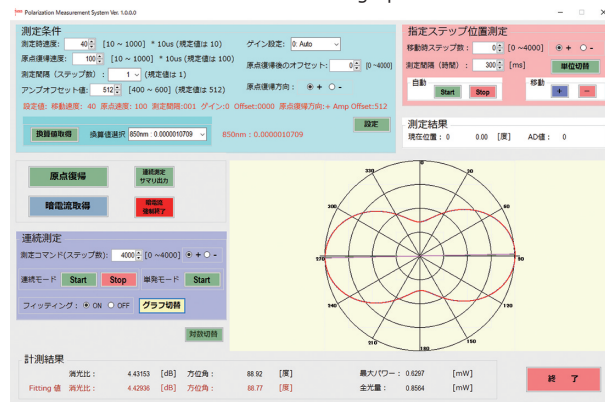 Polarization Measurement System Ver. 1.0.0.0
測定条件
測定時速度: 40 [10 ~ 1000] * 10us (規定値は 10)
ゲイン設定: 0: Auto
原点復帰速度: 100 [10 ~ 1000] * 10us (規定値は 100)
原点復帰後のオフセット: 0 [0 ~4000]
測定間隔 (ステップ数) : 1 (規定値は 1)
アンプオフセット値: 512 [400 ~ 600] (規定値は 512)
原点復帰方向: + -
設定値: 移動速度: 40 原点速度: 100 測定間隔:001 ゲイン:0 Offset:0000 原点復帰方向:+ Amp Offset:512
設定
換算値取得 換算値選択 850nm : 0.0000010709 850nm : 0.0000010709
指定ステップ位置測定
移動時ステップ数: 0 [0 ~4000] + -
測定間隔 (時間) : 300 [ms] 単位切替
自動 移動
Start Stop + -
測定結果
現在位置: 0 0.00 [度] AD値: 0
原点復帰
連続測定
サマリ出力
暗電流取得
暗電流
強制終了
連続測定
測定コマンド(ステップ数): 4000 [0 ~4000] + -
連続モード Start Stop 単発モード Start
フィッティング: ON OFF グラフ切替
対数切替
0
330
30
300
60
270
90
240
120
210
150
180
計測結果
消光比: 4.43153 [dB] 方位角: 88.92 [度] 最大パワー: 0.6297 [mW]
Fitting 値 消光比: 4.42936 [dB] 方位角: 88.77 [度] 全光量: 0.8564 [mW]
終 了